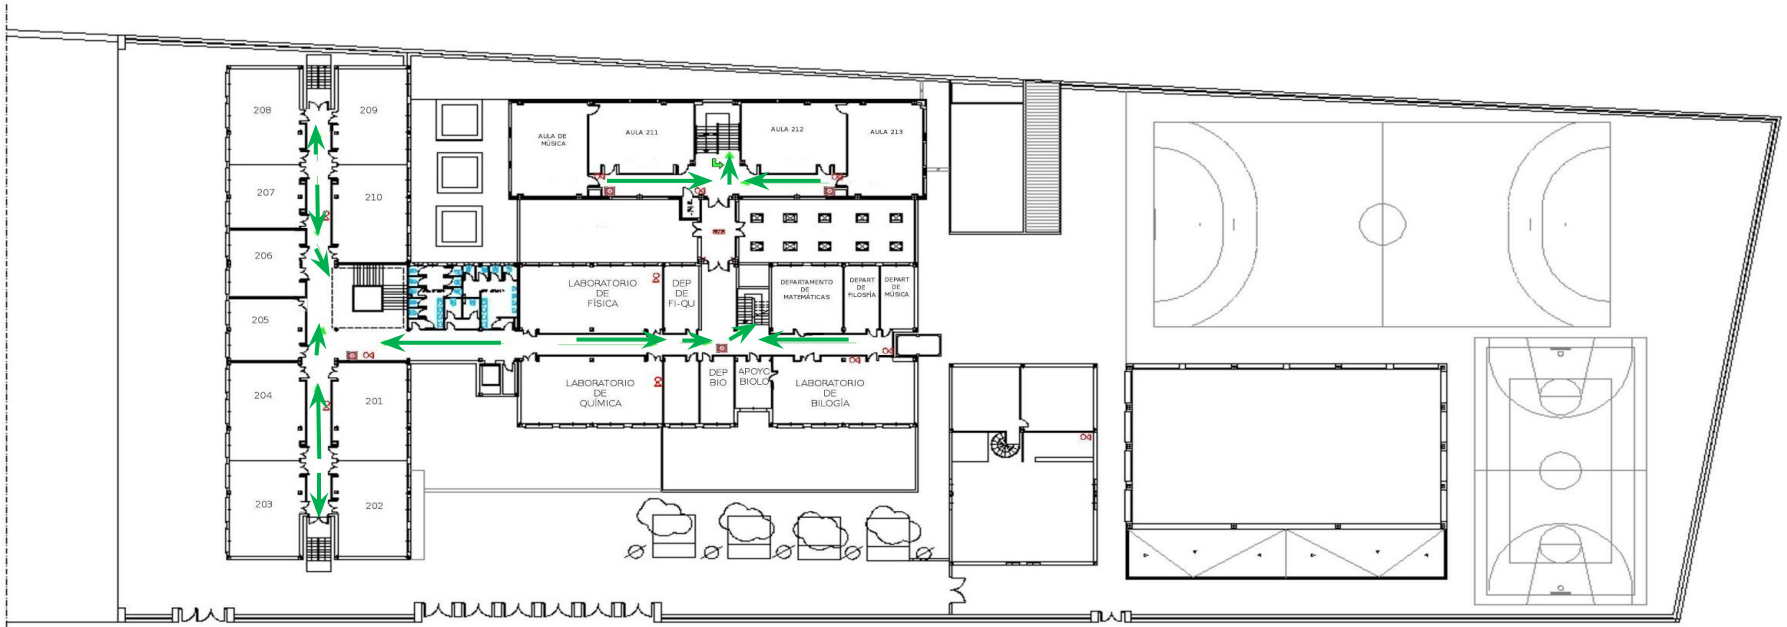 208
209
207
210
206
205
204
201
203
202
AULA DE
MÚSICA
AULA 211
AULA 212
AULA 213
LABORATORIO
DE
FÍSICA
DEP
DE
FI-QU
DEPARTAMENTO
DE
MATEMÁTICAS
DEPART
DE
FILOSFÍA
DEPART
DE
MÚSICA
LABORATORIO
DE
QUÍMICA
DEP
BIO
APOYO
BIOLO
LABORATORIO
DE
BILOGÍA